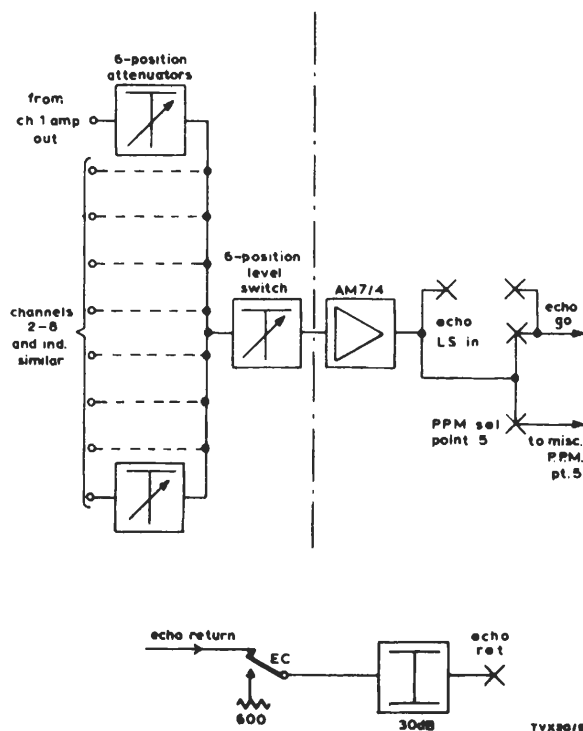 6-position
attenuators
from
ch 1 amp
out
channels
2-8
and ind.
similar
6-position
level
switch
AM7/4
echo
LS in
echo
go
PPM sel
point 5
to misc.
P.P.M.
pt.5
echo return
EC
600
30dB
echo
ret